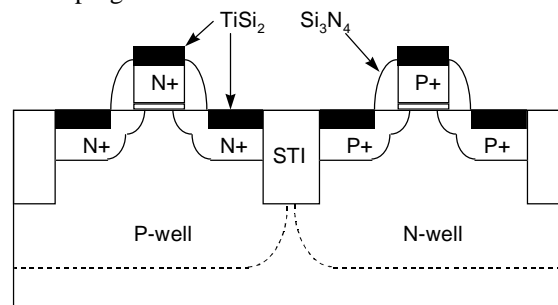 TiSi2 Si3N4
N+ P+
N+ N+ STI P+ P+
P-well N-well